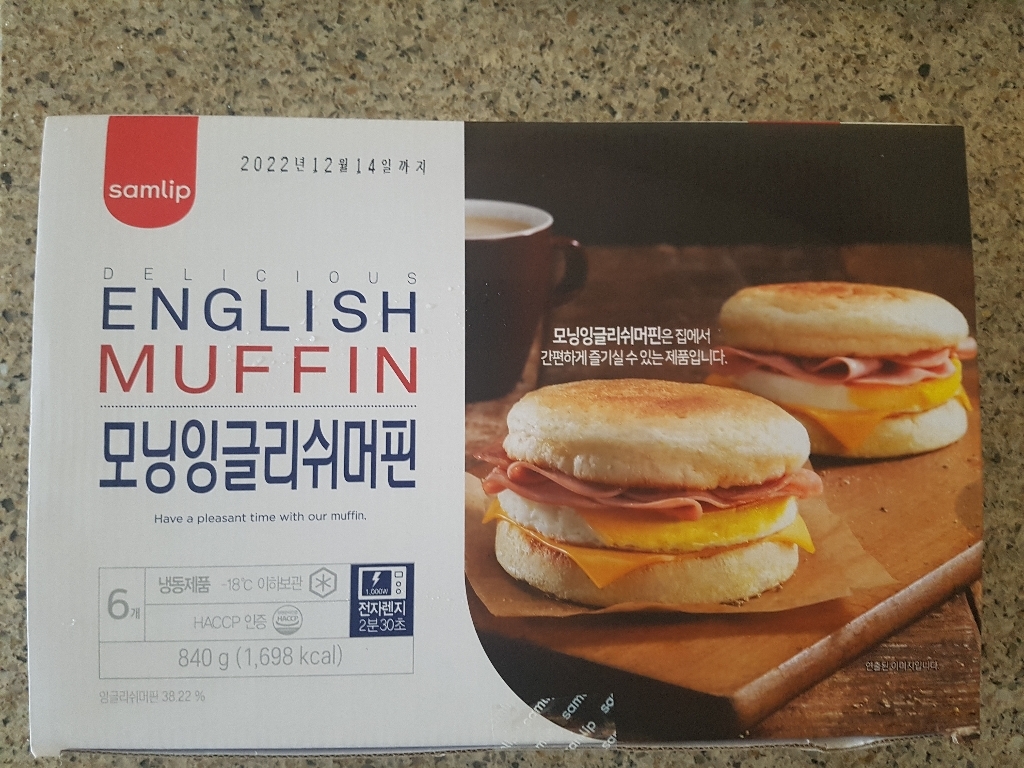 samlip
2022년12월14일까지
DELICIOUS
ENGLISH
MUFFIN
모닝잉글리쉬머핀
Have a pleasant time with our muffin.
6개
냉동제품 -18℃ 이하보관
HACCP 인증
HACCP
1,000W
전자렌지
2분30초
840 g (1,698 kcal)
잉글리쉬머핀 38.22 %
모닝잉글리쉬머핀은 집에서
간편하게 즐기실 수 있는 제품입니다.
연출된 이미지입니다
samlip